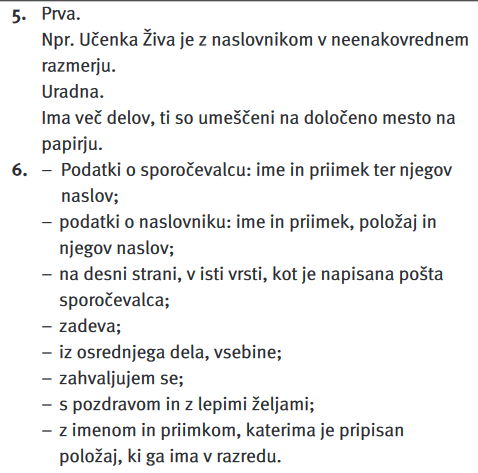 5. Prva.
Npr. Učenka Živa je z naslovnikom v neenakovrednem
razmerju.
Uradna.
Ima več delov, ti so umeščeni na določeno mesto na
papirju.
6. – Podatki o sporočevalcu: ime in priimek ter njegov
naslov;
– podatki o naslovniku: ime in priimek, položaj in
njegov naslov;
– na desni strani, v isti vrsti, kot je napisana pošta
sporočevalca;
– zadeva;
– iz osrednjega dela, vsebine;
– zahvaljujem se;
– s pozdravom in z lepimi željami;
– z imenom in priimkom, katerima je pripisan
položaj, ki ga ima v razredu.